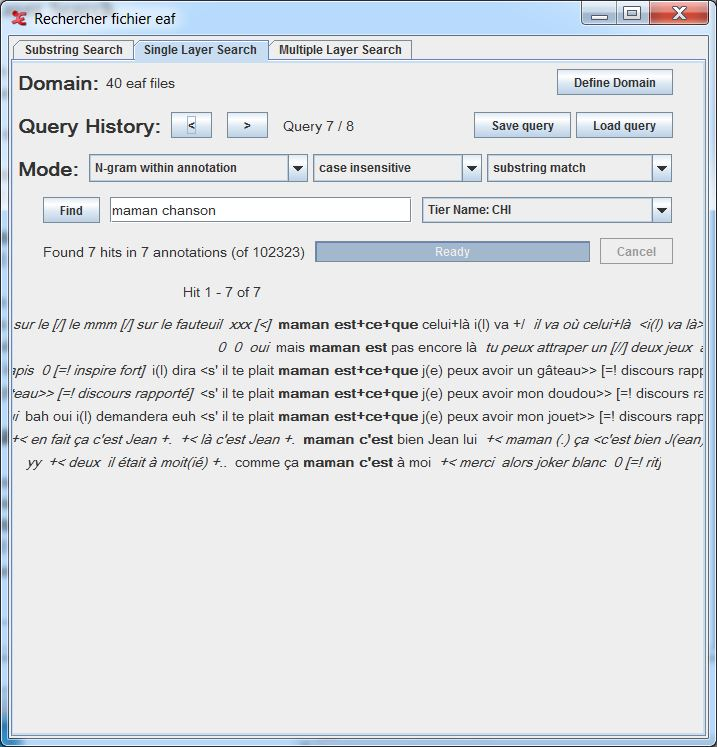 Rechercher fichier eaf
Substring Search Single Layer Search Multiple Layer Search
Domain: 40 eaf files Define Domain
Query History: < > Query 7 / 8 Save query Load query
Mode: N-gram within annotation case insensitive substring match
Find maman chanson Tier Name: CHI
Found 7 hits in 7 annotations (of 102323) Ready Cancel
Hit 1 - 7 of 7
sur le [/] le mmm [/] sur le fauteuil xxx [<] maman est+ce+que celui+là i(l) va +/ il va où celui+là <i(l) va là>
0 0 oui mais maman est pas encore là tu peux attraper un [//] deux jeux
apis 0 [=! inspire fort] i(l) dira <s' il te plait maman est+ce+que j(e) peux avoir un gâteau>> [=! discours rapp
'eau>> [=! discours rapporté] <s' il te plait maman est+ce+que j(e) peux avoir mon doudou>> [=! discours ra
ui bah oui i(l) demandera euh <s' il te plait maman est+ce+que j(e) peux avoir mon jouet>> [=! discours rapp
+< en fait ça c'est Jean +. +< là c'est Jean +. maman c'est bien Jean lui +< maman (.) ça <c'est bien J(ean)
yy +< deux il était à moit(ié) +.. comme ça maman c'est à moi +< merci alors joker blanc 0 [=! rit]